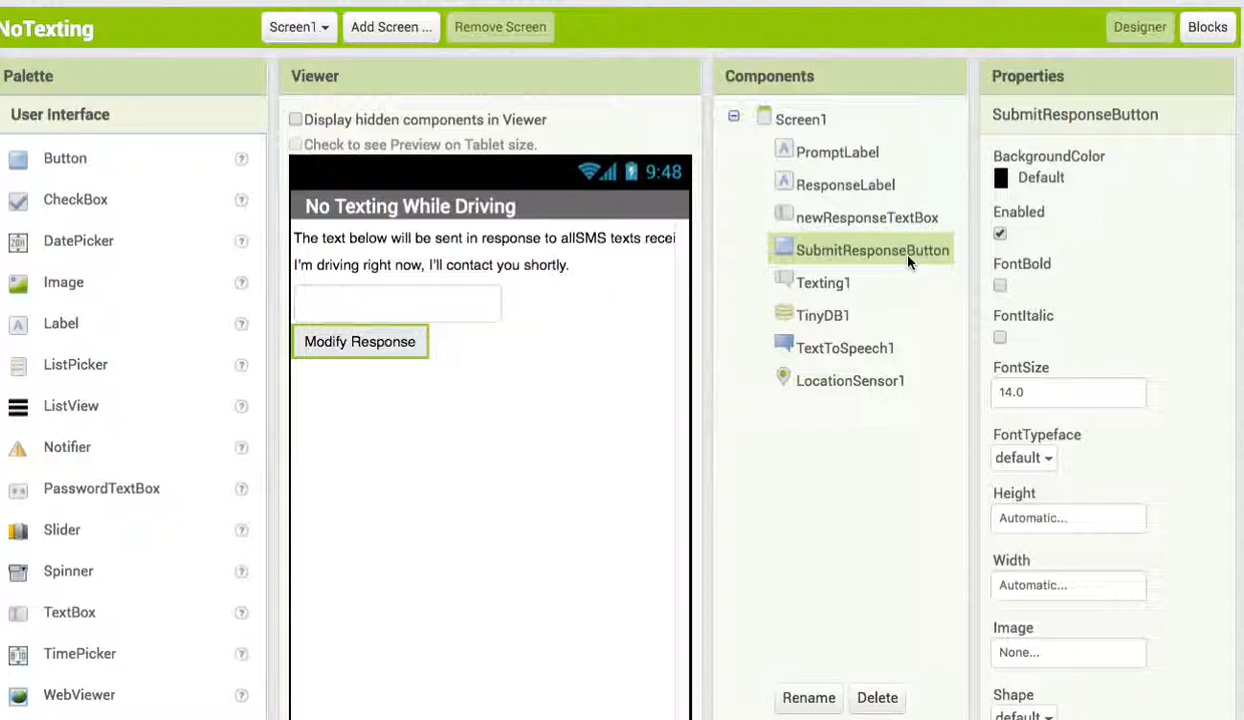 NoTexting
Screen1
Add Screen ...
Remove Screen
Designer
Blocks
Palette
User Interface
Button
CheckBox
DatePicker
Image
Label
ListPicker
ListView
Notifier
PasswordTextBox
Slider
Spinner
TextBox
TimePicker
WebViewer
Viewer
Display hidden components in Viewer
Check to see Preview on Tablet size.
9:48
No Texting While Driving
The text below will be sent in response to allSMS texts recei
I'm driving right now, I'll contact you shortly.
Modify Response
Components
Screen1
PromptLabel
ResponseLabel
newResponseTextBox
SubmitResponseButton
Texting1
TinyDB1
TextToSpeech1
LocationSensor1
Rename
Delete
Properties
SubmitResponseButton
BackgroundColor
Default
Enabled
FontBold
FontItalic
FontSize
14.0
FontTypeface
default
Height
Automatic...
Width
Automatic...
Image
None...
Shape
default